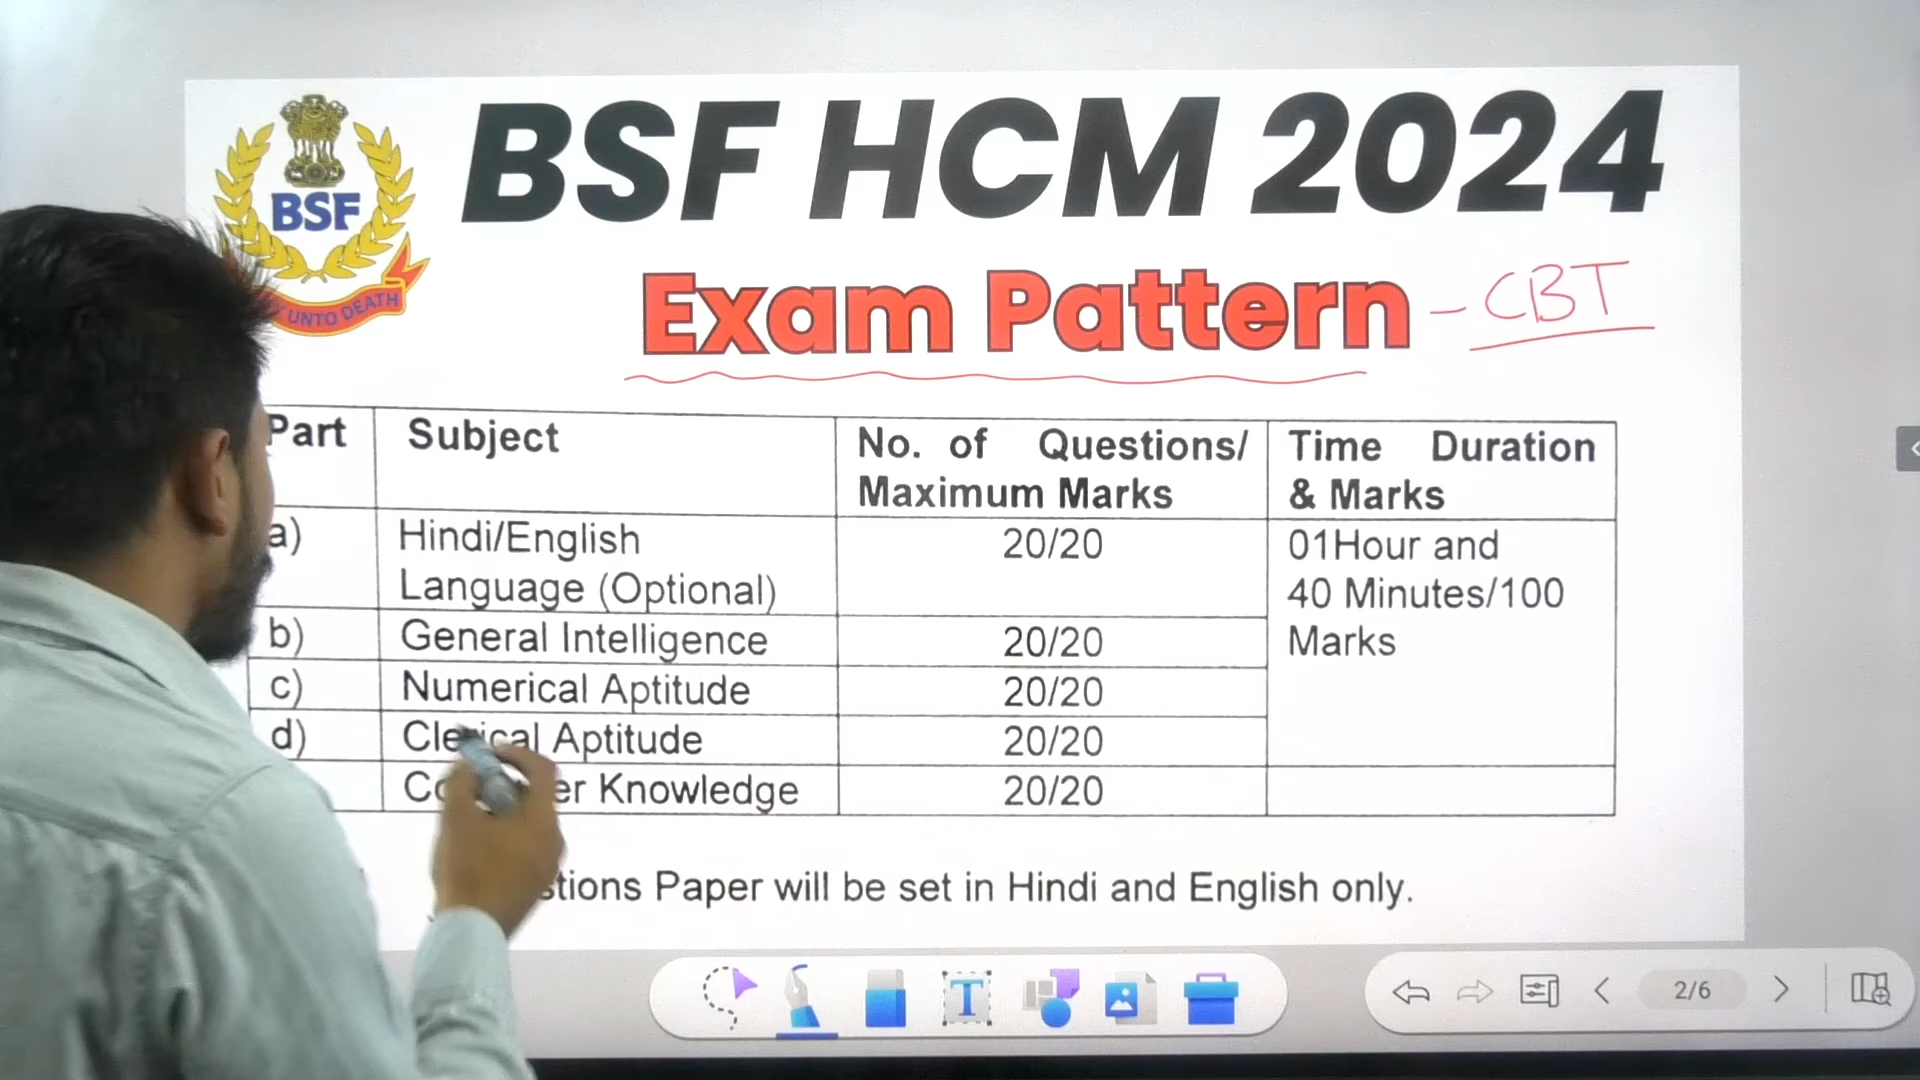 BSF HCM 2024
BSF
UNTO DEATH
Exam Pattern - CBT
Part Subject No. of Questions/ Maximum Marks Time Duration & Marks
a) Hindi/English Language (Optional) 20/20 01Hour and 40 Minutes/100 Marks
b) General Intelligence 20/20
c) Numerical Aptitude 20/20
d) Clerical Aptitude 20/20
Knowledge 20/20
Paper will be set in Hindi and English only.
T
2/6